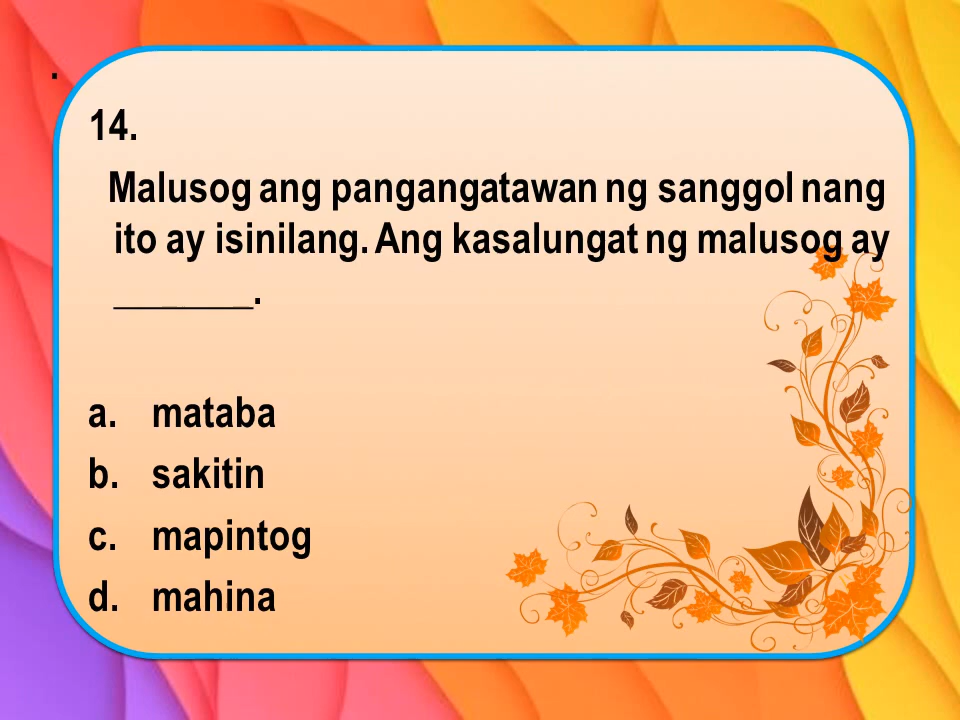 .
14.
Malusog ang pangangatawan ng sanggol nang
ito ay isinilang. Ang kasalungat ng malusog ay
_______.
a. mataba
b. sakitin
c. mapintog
d. mahina